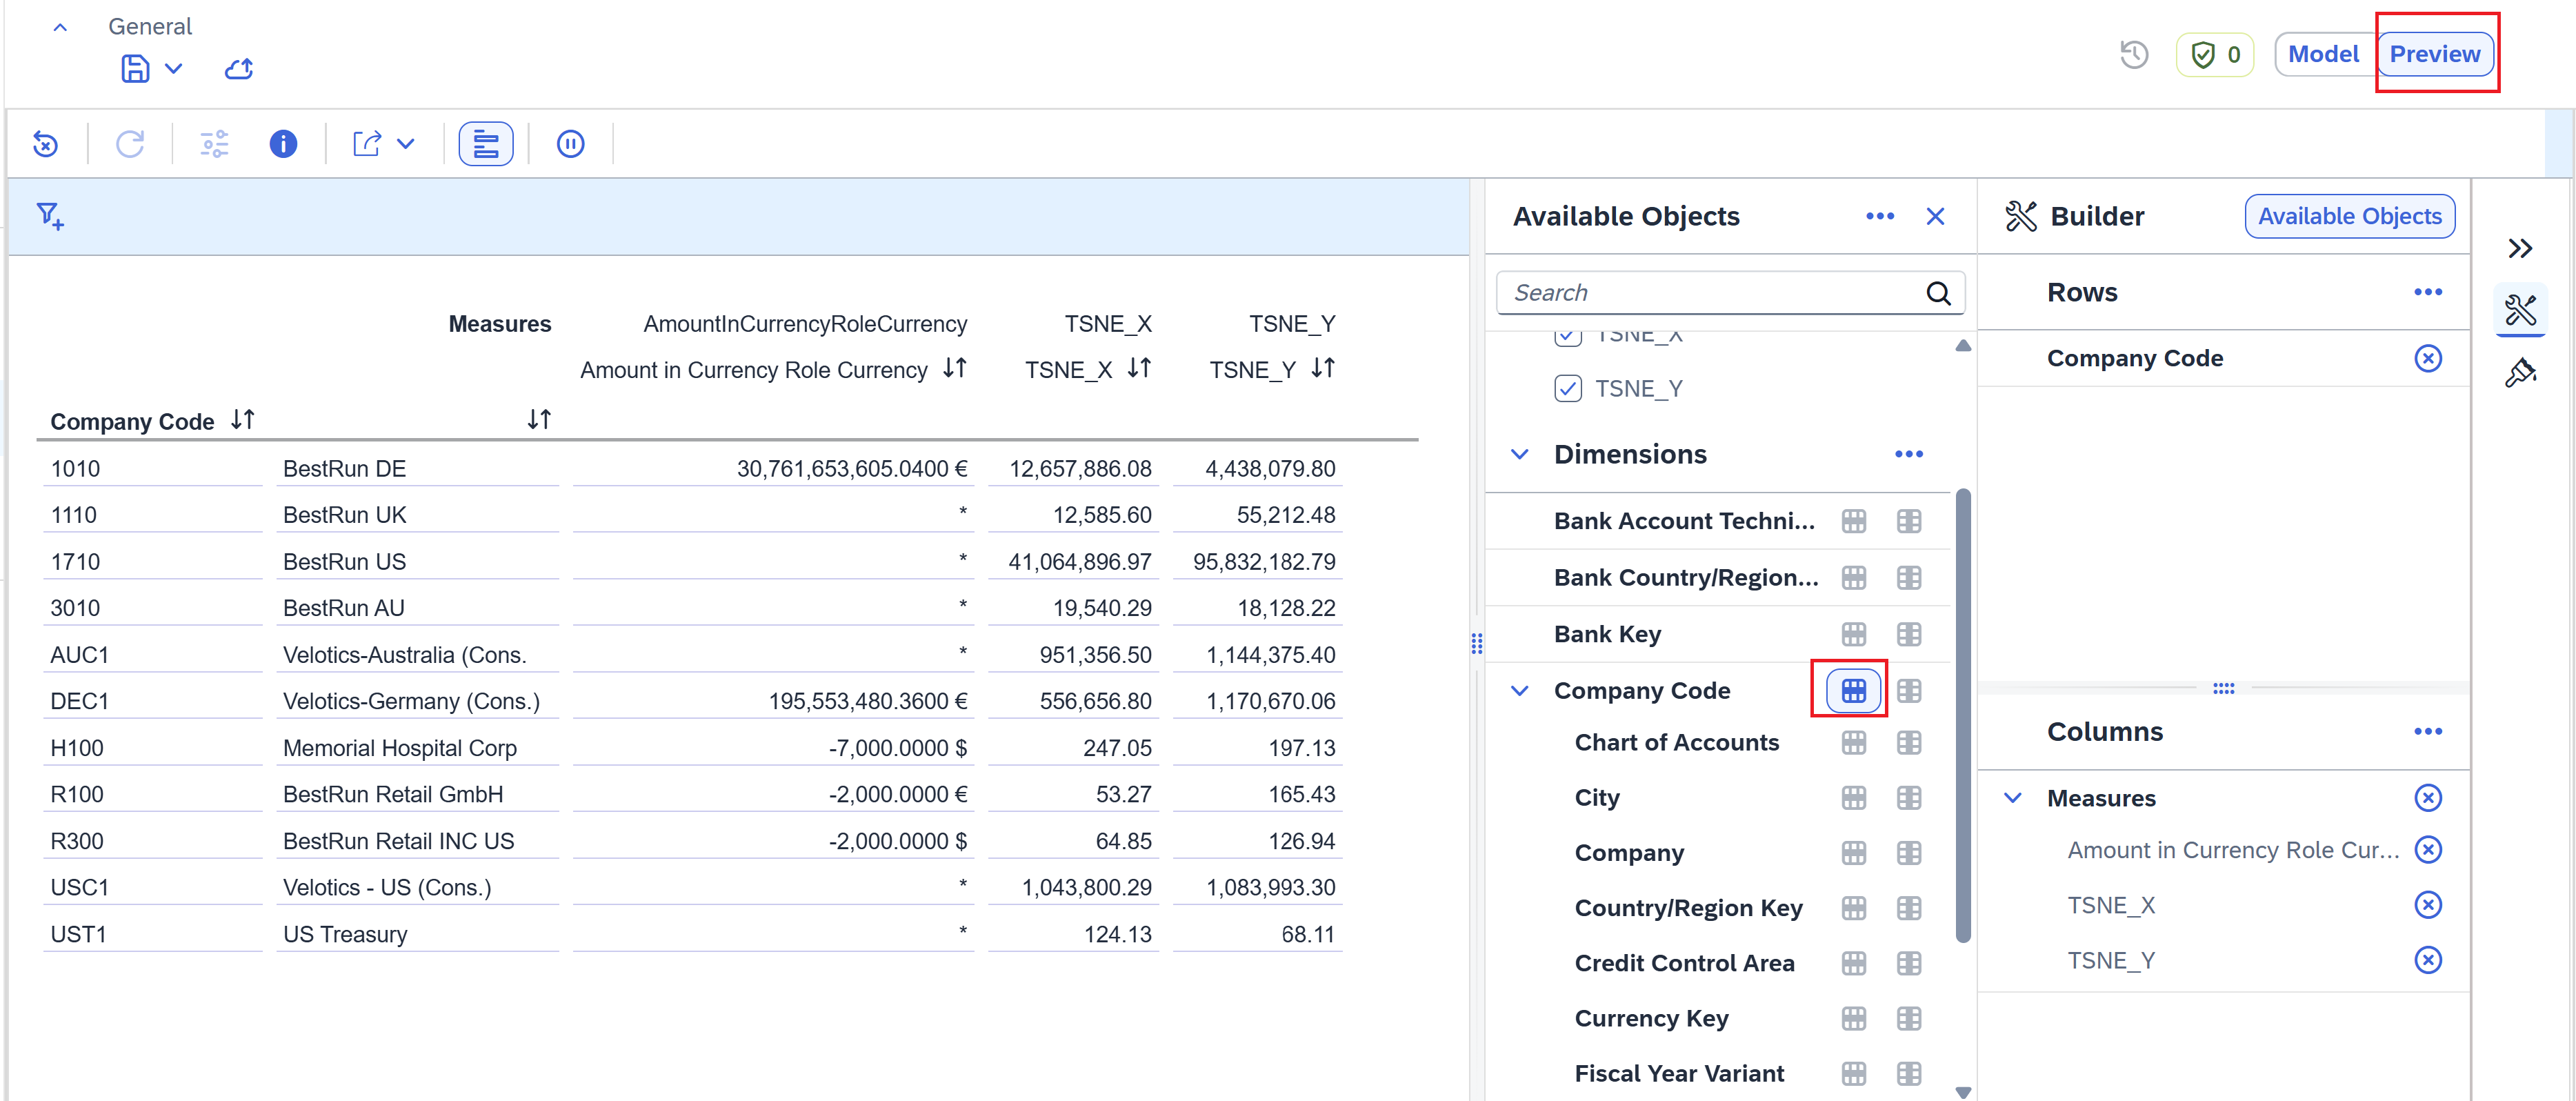 General
0 Model Preview
Available Objects
Builder Available Objects
Search
Rows
Measures AmountInCurrencyRoleCurrency TSNE_X TSNE_Y
Amount in Currency Role Currency TSNE_X TSNE_Y
Company Code
1010 BestRun DE 30,761,653,605.0400 € 12,657,886.08 4,438,079.80
1110 BestRun UK * 12,585.60 55,212.48
1710 BestRun US * 41,064,896.97 95,832,182.79
3010 BestRun AU * 19,540.29 18,128.22
AUC1 Velotics-Australia (Cons. * 951,356.50 1,144,375.40
DEC1 Velotics-Germany (Cons.) 195,553,480.3600 € 556,656.80 1,170,670.06
H100 Memorial Hospital Corp -7,000.0000 $ 247.05 197.13
R100 BestRun Retail GmbH -2,000.0000 € 53.27 165.43
R300 BestRun Retail INC US -2,000.0000 $ 64.85 126.94
USC1 Velotics - US (Cons.) * 1,043,800.29 1,083,993.30
UST1 US Treasury * 124.13 68.11
TSNE_X
TSNE_Y
Dimensions
Bank Account Techni...
Bank Country/Region...
Bank Key
Company Code
Chart of Accounts
City
Company
Country/Region Key
Credit Control Area
Currency Key
Fiscal Year Variant
Company Code
Columns
Measures
Amount in Currency Role Cur...
TSNE_X
TSNE_Y